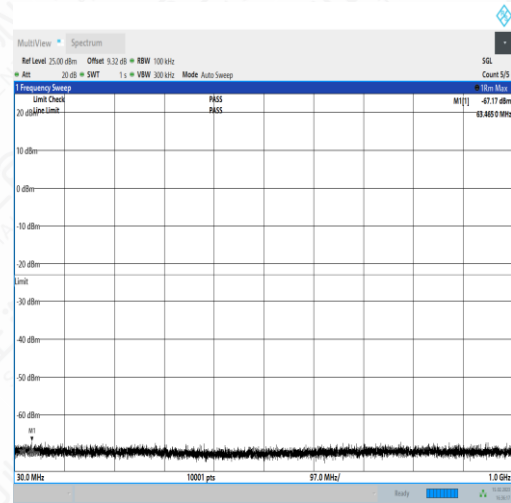 MultiView Spectrum
Ref Level 25.00 dBm Offset 9.32 dB RBW 100 kHz SGL
Att 20 dB SWT 1 s VBW 300 kHz Mode Auto Sweep Count 5/5
1 Frequency Sweep 1Rm Max
Limit Check PASS M1[1] -67.17 dBm
Line Limit PASS 63.465 0 MHz
20 dBm
10 dBm
0 dBm
-10 dBm
-20 dBm
Limit
-30 dBm
-40 dBm
-50 dBm
-60 dBm
M1
30.0 MHz 10001 pts 97.0 MHz/ 1.0 GHz
Ready